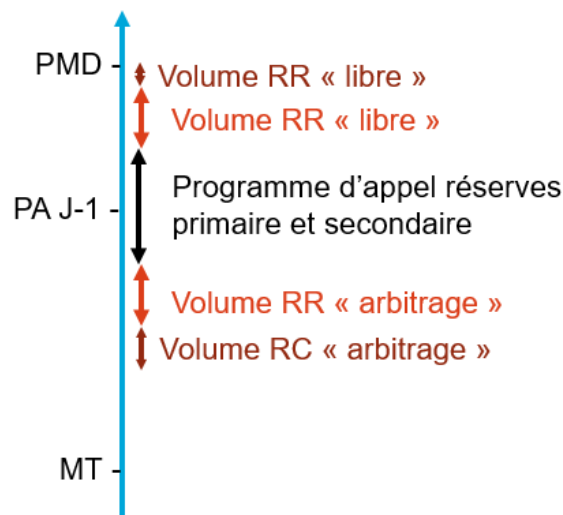 PMD
Volume RR « libre »
Volume RR « libre »
PA J-1
Programme d’appel réserves
primaire et secondaire
Volume RR « arbitrage »
Volume RC « arbitrage »
MT